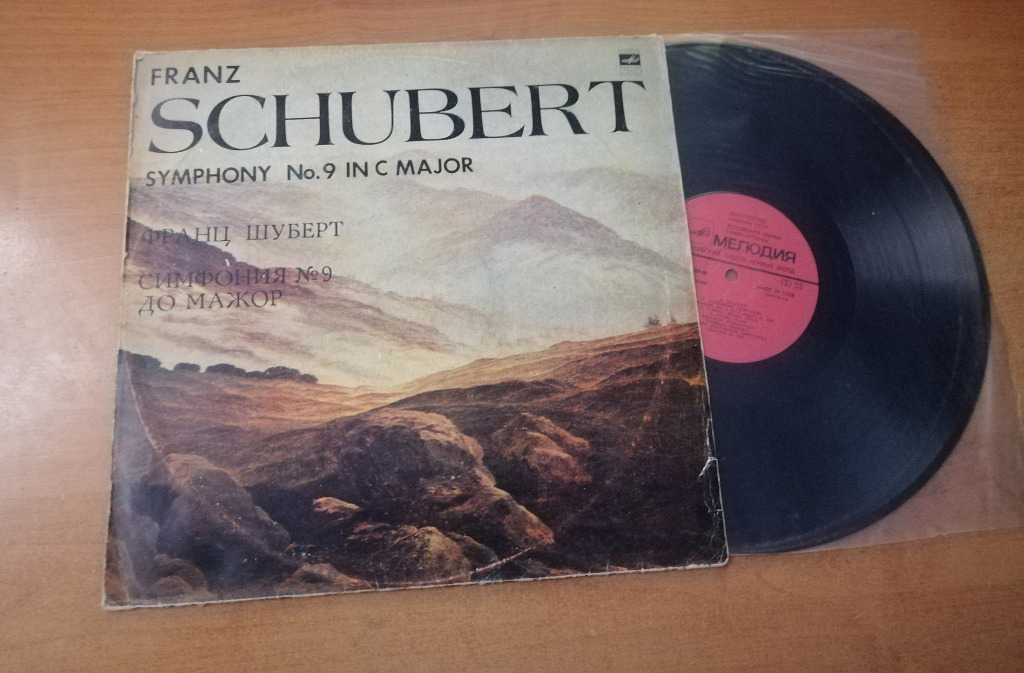 FRANZ
SCHUBERT
SYMPHONY No. 9 IN C MAJOR
ФРАНЦ ШУБЕРТ
СИМФОНИЯ №9
ДО МАЖОР
МЕЛОДИЯ